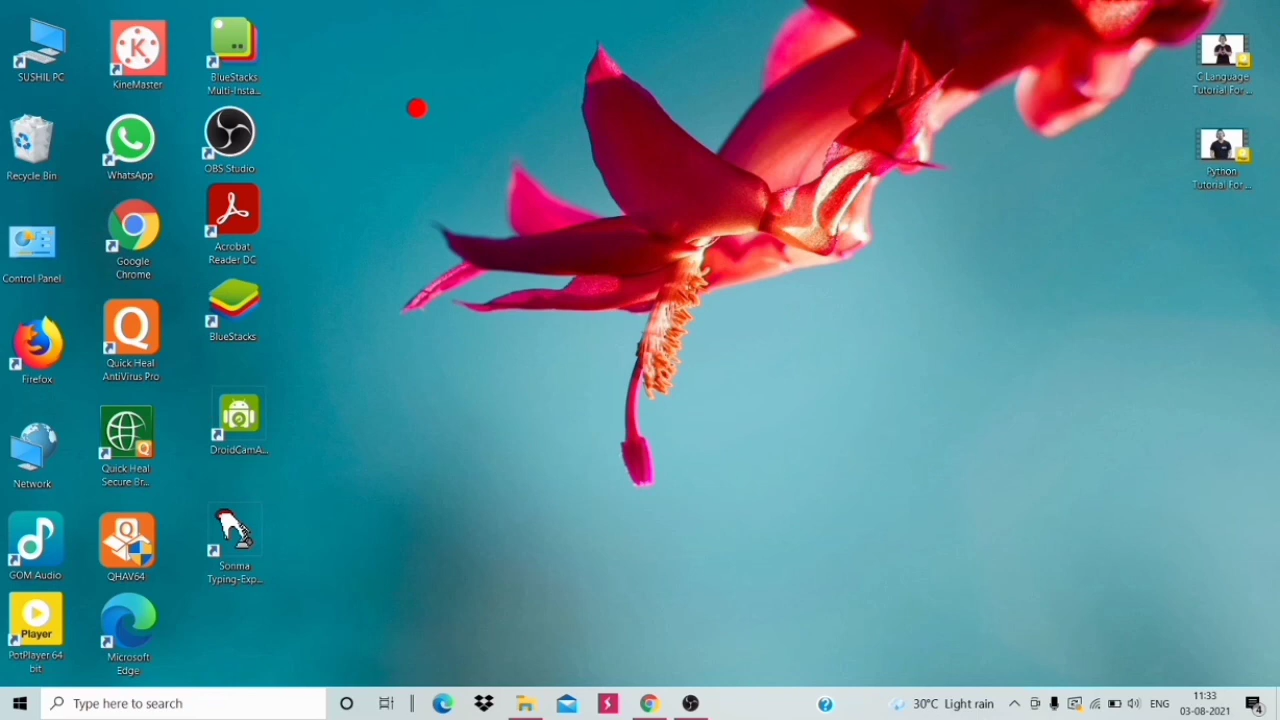 SUSHIL PC
Recycle Bin
Control Panel
Firefox
Network
GOM Audio
Player
PotPlayer 64
bit
KineMaster
WhatsApp
Google
Chrome
Quick Heal
AntiVirus Pro
Quick Heal
Secure Br...
QHAV64
Microsoft
Edge
BlueStacks
Multi-Insta...
OBS Studio
Acrobat
Reader DC
BlueStacks
DroidCamA...
Sonma
Typing-Exp...
C Language
Tutorial For ...
Python
Tutorial For ...
Type here to search
30°C Light rain
ENG
11:33
03-08-2021
4